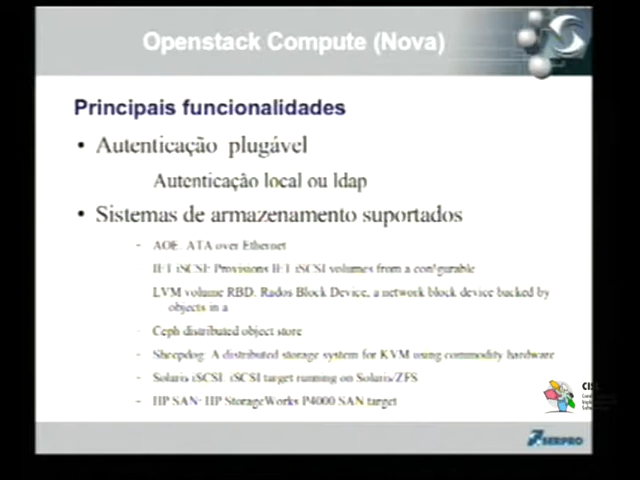 Openstack Compute (Nova)
Principais funcionalidades
• Autenticação plugável
Autenticação local ou ldap
• Sistemas de armazenamento suportados
- AOE: ATA over Ethernet
IET iSCSI: Provisions IET iSCSI volumes from a configurable
LVM volume RBD: Rados Block Device, a network block device backed by
objects in a
Ceph distributed object store
- Sheepdog: A distributed storage system for KVM using commodity hardware
- Solaris iSCSI: iSCSI target running on Solaris/ZFS
- HP SAN: HP StorageWorks P4000 SAN target
SERPRO